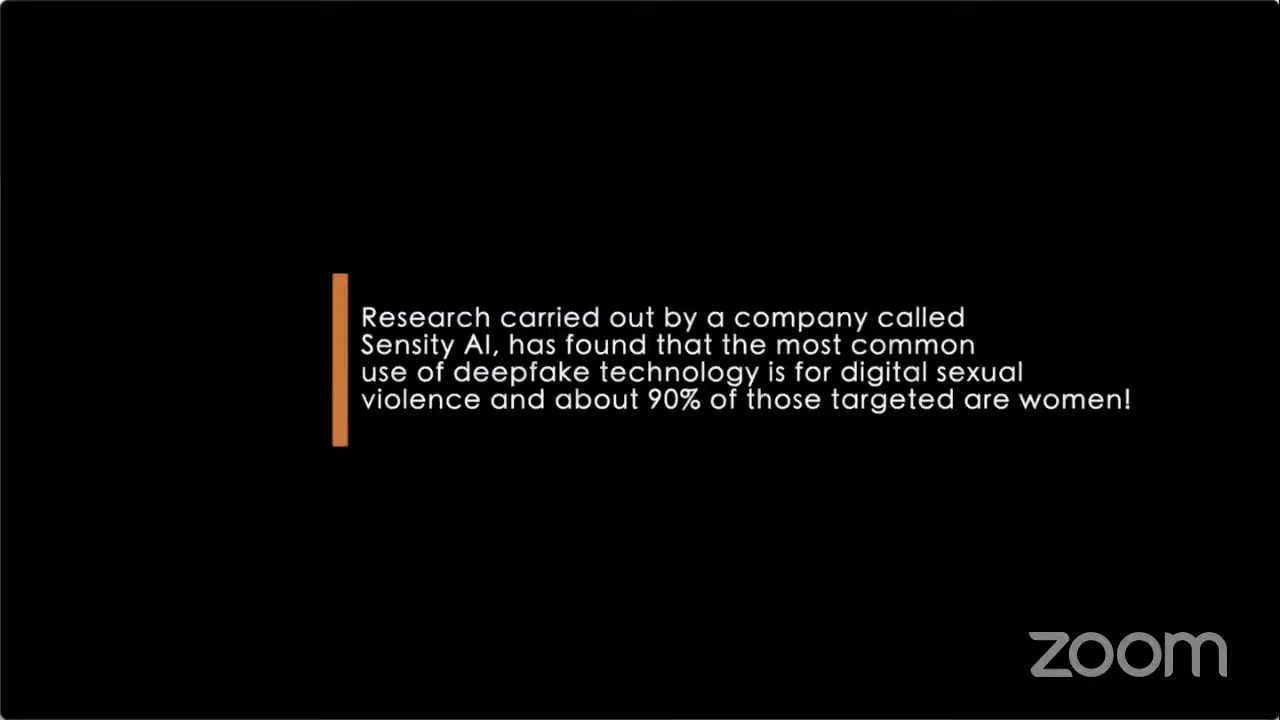 Research carried out by a company called
Sensity AI, has found that the most common
use of deepfake technology is for digital sexual
violence and about 90% of those targeted are women!
zoom